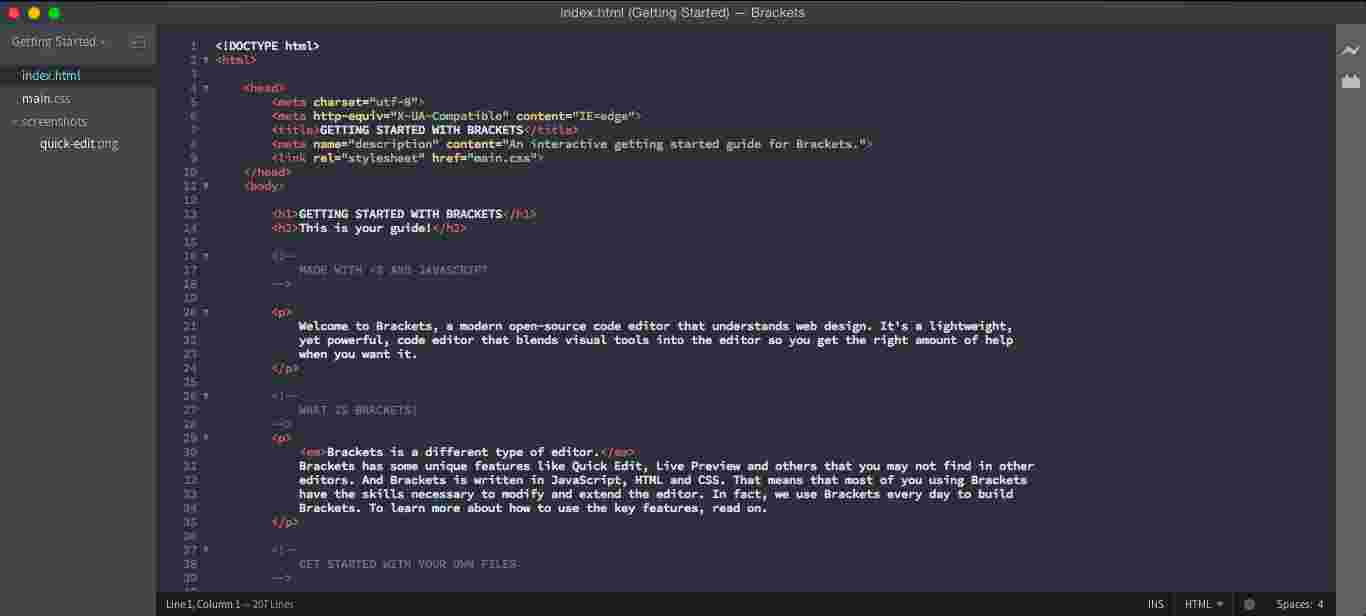 index.html (Getting Started) — Brackets
Getting Started
index.html
main.css
screenshots
quick-edit.png
1 <!DOCTYPE html>
2 <html>
3
4 <head>
5 <meta charset="utf-8">
6 <meta http-equiv="X-UA-Compatible" content="IE=edge">
7 <title>GETTING STARTED WITH BRACKETS</title>
8 <meta name="description" content="An interactive getting started guide for Brackets.">
9 <link rel="stylesheet" href="main.css">
10 </head>
11 <body>
12
13 <h1>GETTING STARTED WITH BRACKETS</h1>
14 <h2>This is your guide!</h2>
15
16 <!--
17 MADE WITH <3 AND JAVASCRIPT
18 -->
19
20 <p>
21 Welcome to Brackets, a modern open-source code editor that understands web design. It's a lightweight,
22 yet powerful, code editor that blends visual tools into the editor so you get the right amount of help
23 when you want it.
24 </p>
25
26 <!--
27 WHAT IS BRACKETS?
28 -->
29 <p>
30 <em>Brackets is a different type of editor.</em>
31 Brackets has some unique features like Quick Edit, Live Preview and others that you may not find in other
32 editors. And Brackets is written in JavaScript, HTML and CSS. That means that most of you using Brackets
33 have the skills necessary to modify and extend the editor. In fact, we use Brackets every day to build
34 Brackets. To learn more about how to use the key features, read on.
35 </p>
36
37 <!--
38 GET STARTED WITH YOUR OWN FILES
39 -->
Line 1, Column 1 — 207 Lines
INS
HTML
Spaces: 4